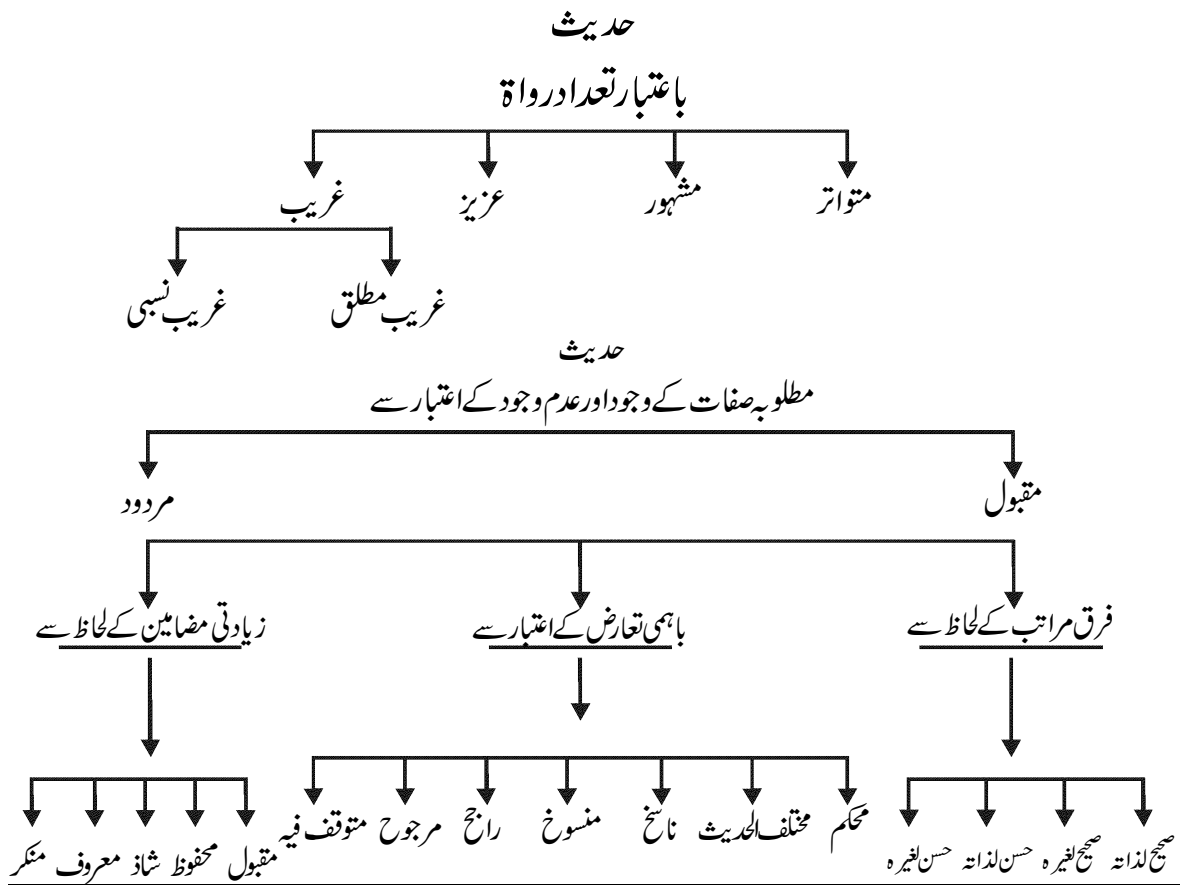 حدیث
باعتبار تعداد رواة
متواتر مشہور عزیز غریب
غریب مطلق غریب نسبی
حدیث
مطلوبہ صفات کے وجود اور عدم وجود کے اعتبار سے
مقبول مردود
فرق مراتب کے لحاظ سے باہمی تعارض کے اعتبار سے زیادتی مضامین کے لحاظ سے
محکم مختلف الحدیث ناسخ منسوخ راجح مرجوح متوقف فیہ
صحیح لذاتہ صحیح لغیرہ حسن لذاتہ حسن لغیرہ مقبول محفوظ شاذ معروف منکر